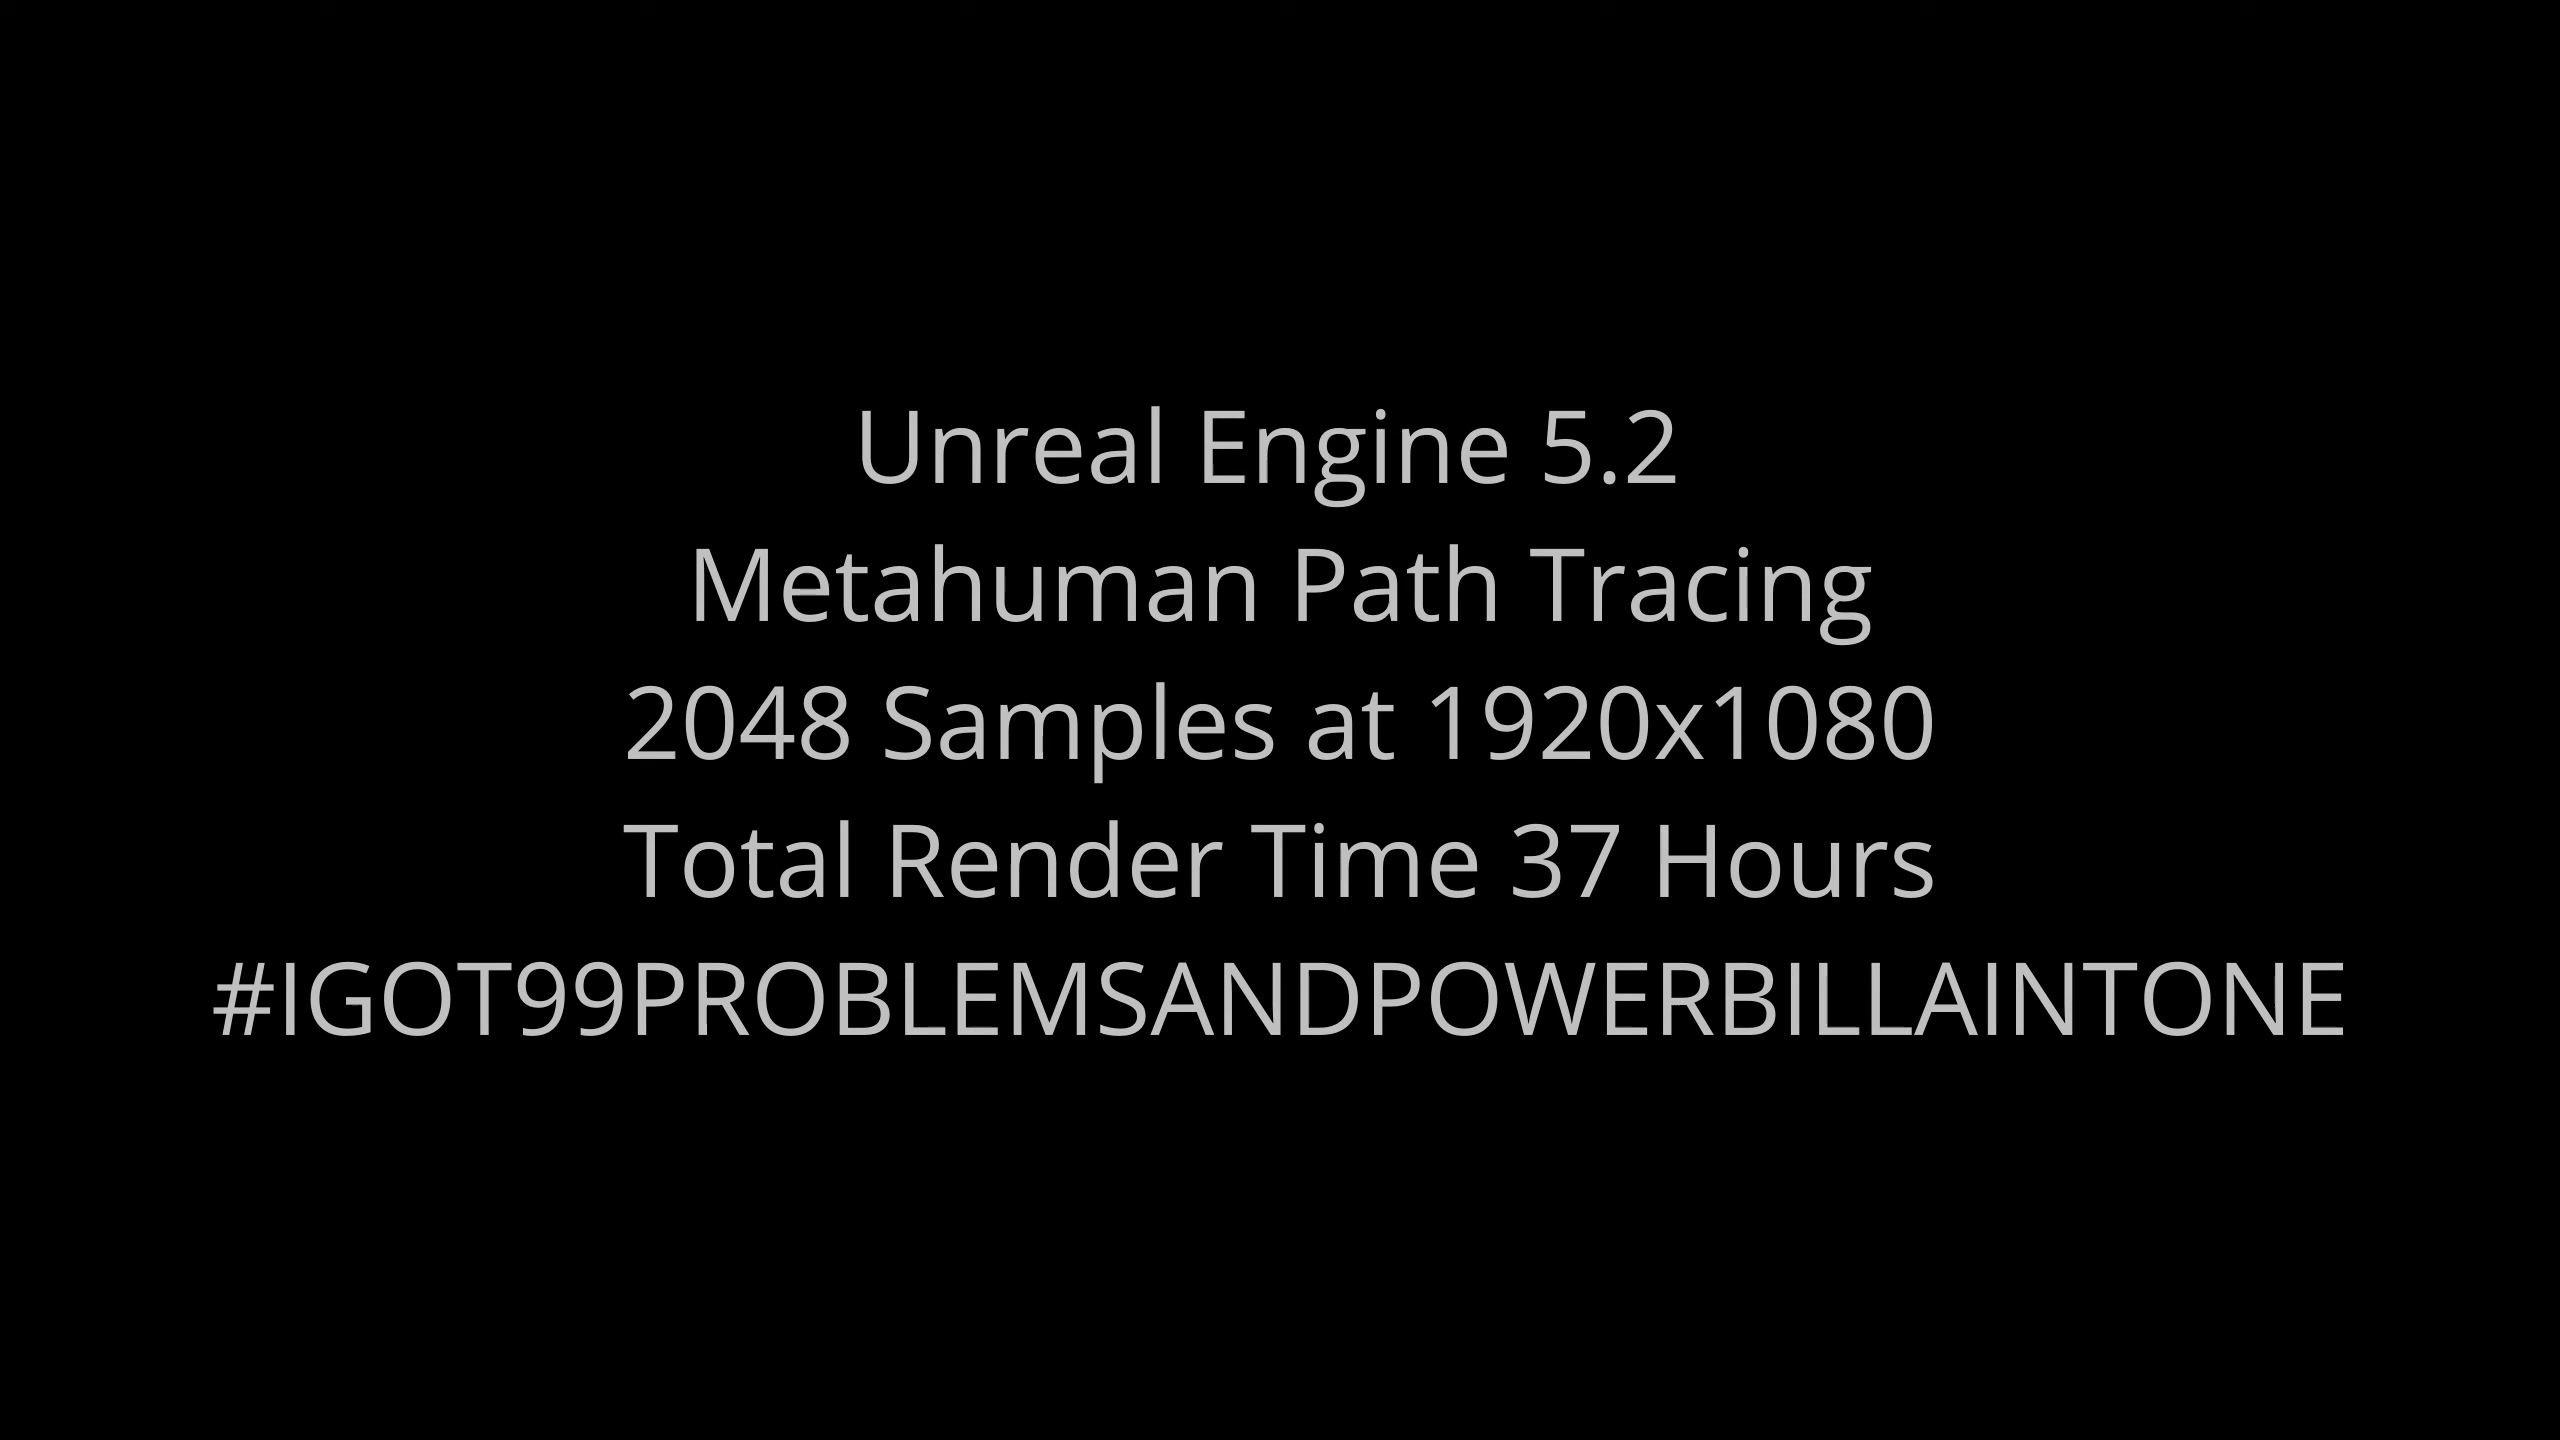 Unreal Engine 5.2
Metahuman Path Tracing
2048 Samples at 1920x1080
Total Render Time 37 Hours
#IGOT99PROBLEMSANDPOWERBILLAINTONE